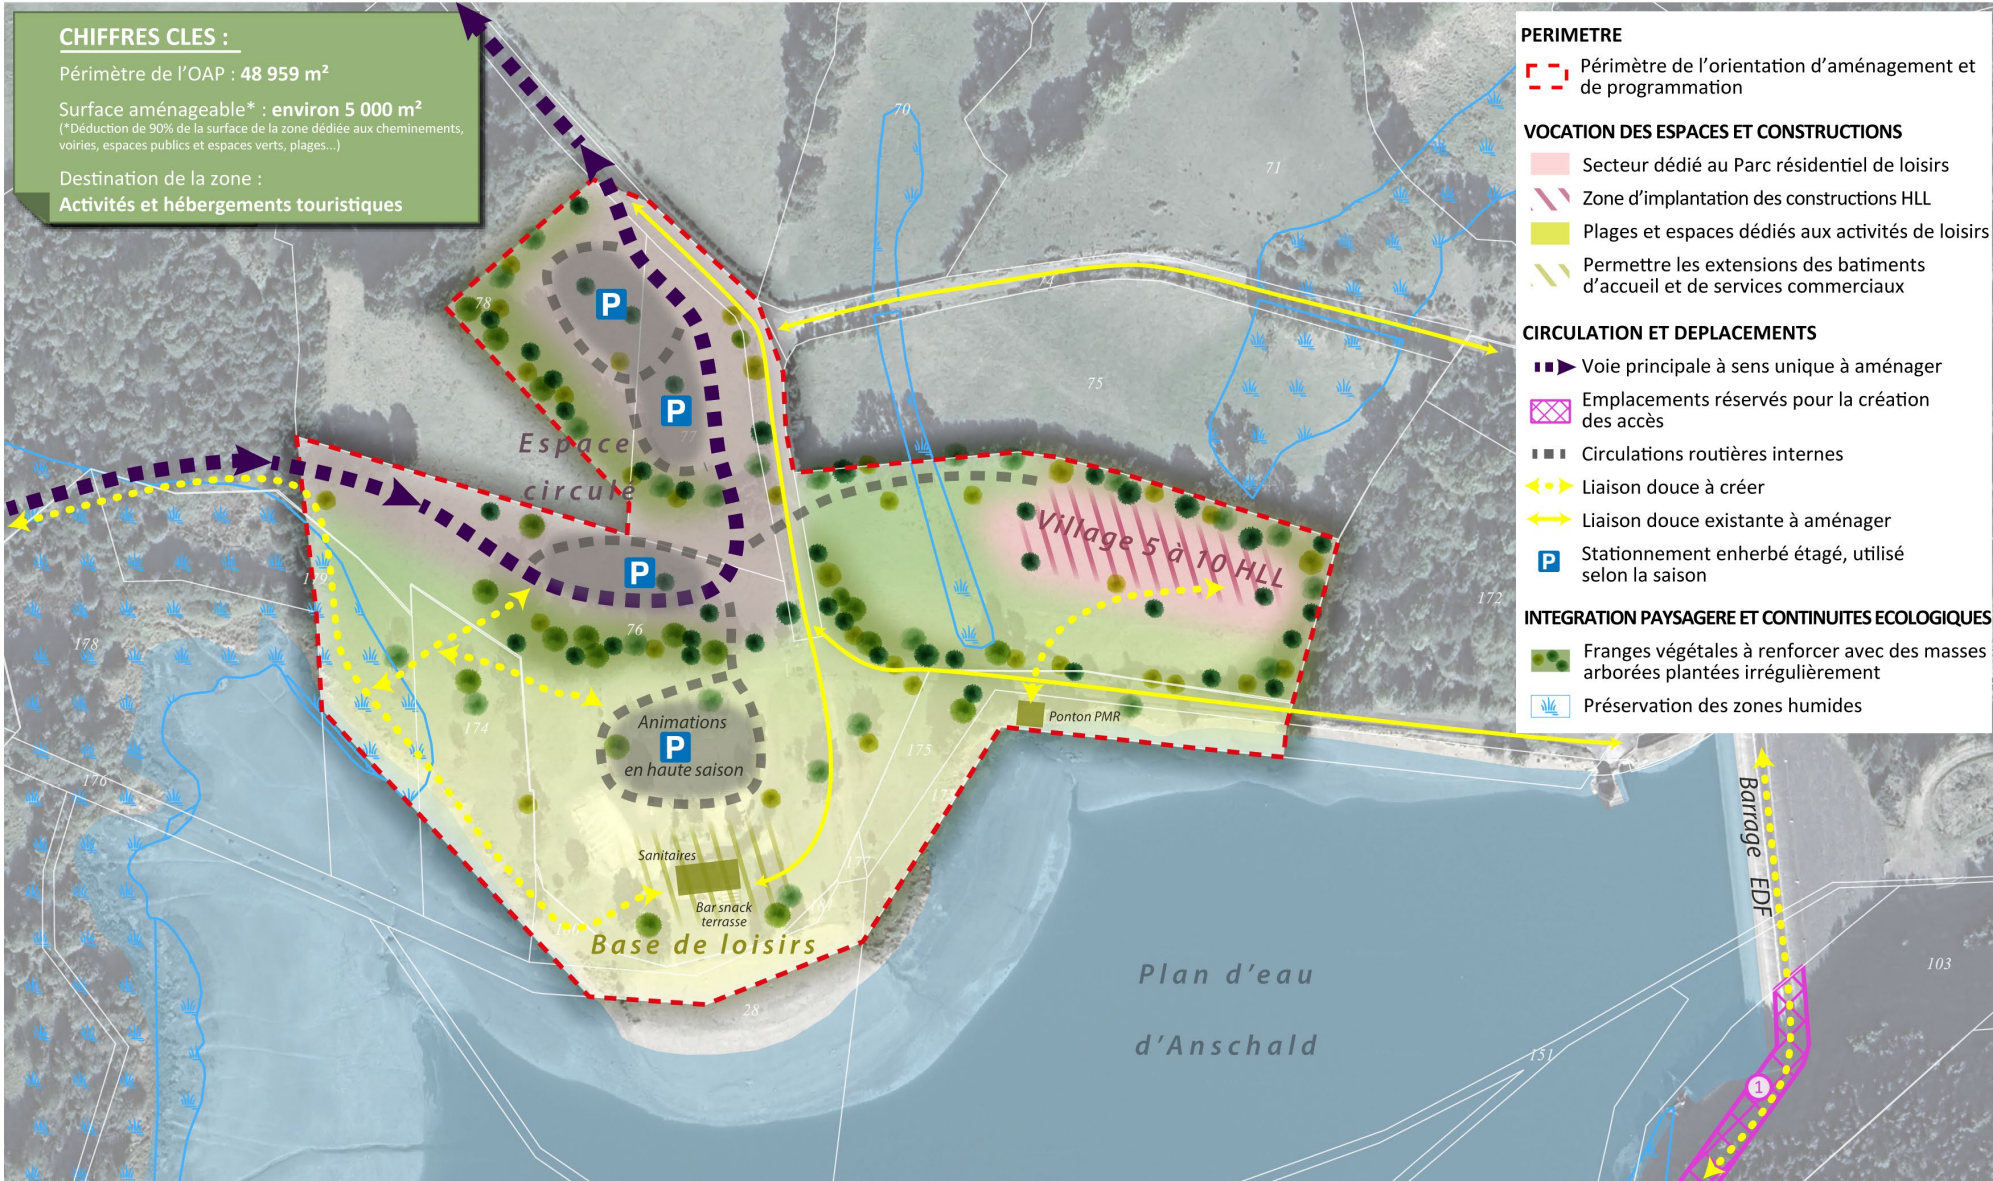 CHIFFRES CLES :
Périmètre de l'OAP : 48 959 m²
Surface aménageable* : environ 5 000 m²
(*Déduction de 90% de la surface de la zone dédiée aux cheminements,
voiries, espaces publics et espaces verts, plages...)
Destination de la zone :
Activités et hébergements touristiques
PERIMETRE
Périmètre de l'orientation d'aménagement et
de programmation
VOCATION DES ESPACES ET CONSTRUCTIONS
Secteur dédié au Parc résidentiel de loisirs
Zone d'implantation des constructions HLL
Plages et espaces dédiés aux activités de loisirs
Permettre les extensions des batiments
d'accueil et de services commerciaux
CIRCULATION ET DEPLACEMENTS
Voie principale à sens unique à aménager
Emplacements réservés pour la création
des accès
Circulations routières internes
Liaison douce à créer
Liaison douce existante à aménager
P
Stationnement enherbé étagé, utilisé
selon la saison
INTEGRATION PAYSAGERE ET CONTINUITES ECOLOGIQUES
Franges végétales à renforcer avec des masses
arborées plantées irrégulièrement
Préservation des zones humides
70
71
74
78
P
75
P
77
Espace
circulé
Village 5 à 10 HLL
P
172
179
76
178
174
Animations
P
en haute saison
Ponton PMR
175
176
173
Sanitaires
177
Bar snack
terrasse
181
180
Base de loisirs
28
Plan d'eau
d'Anschald
Barage EDF
103
151
1